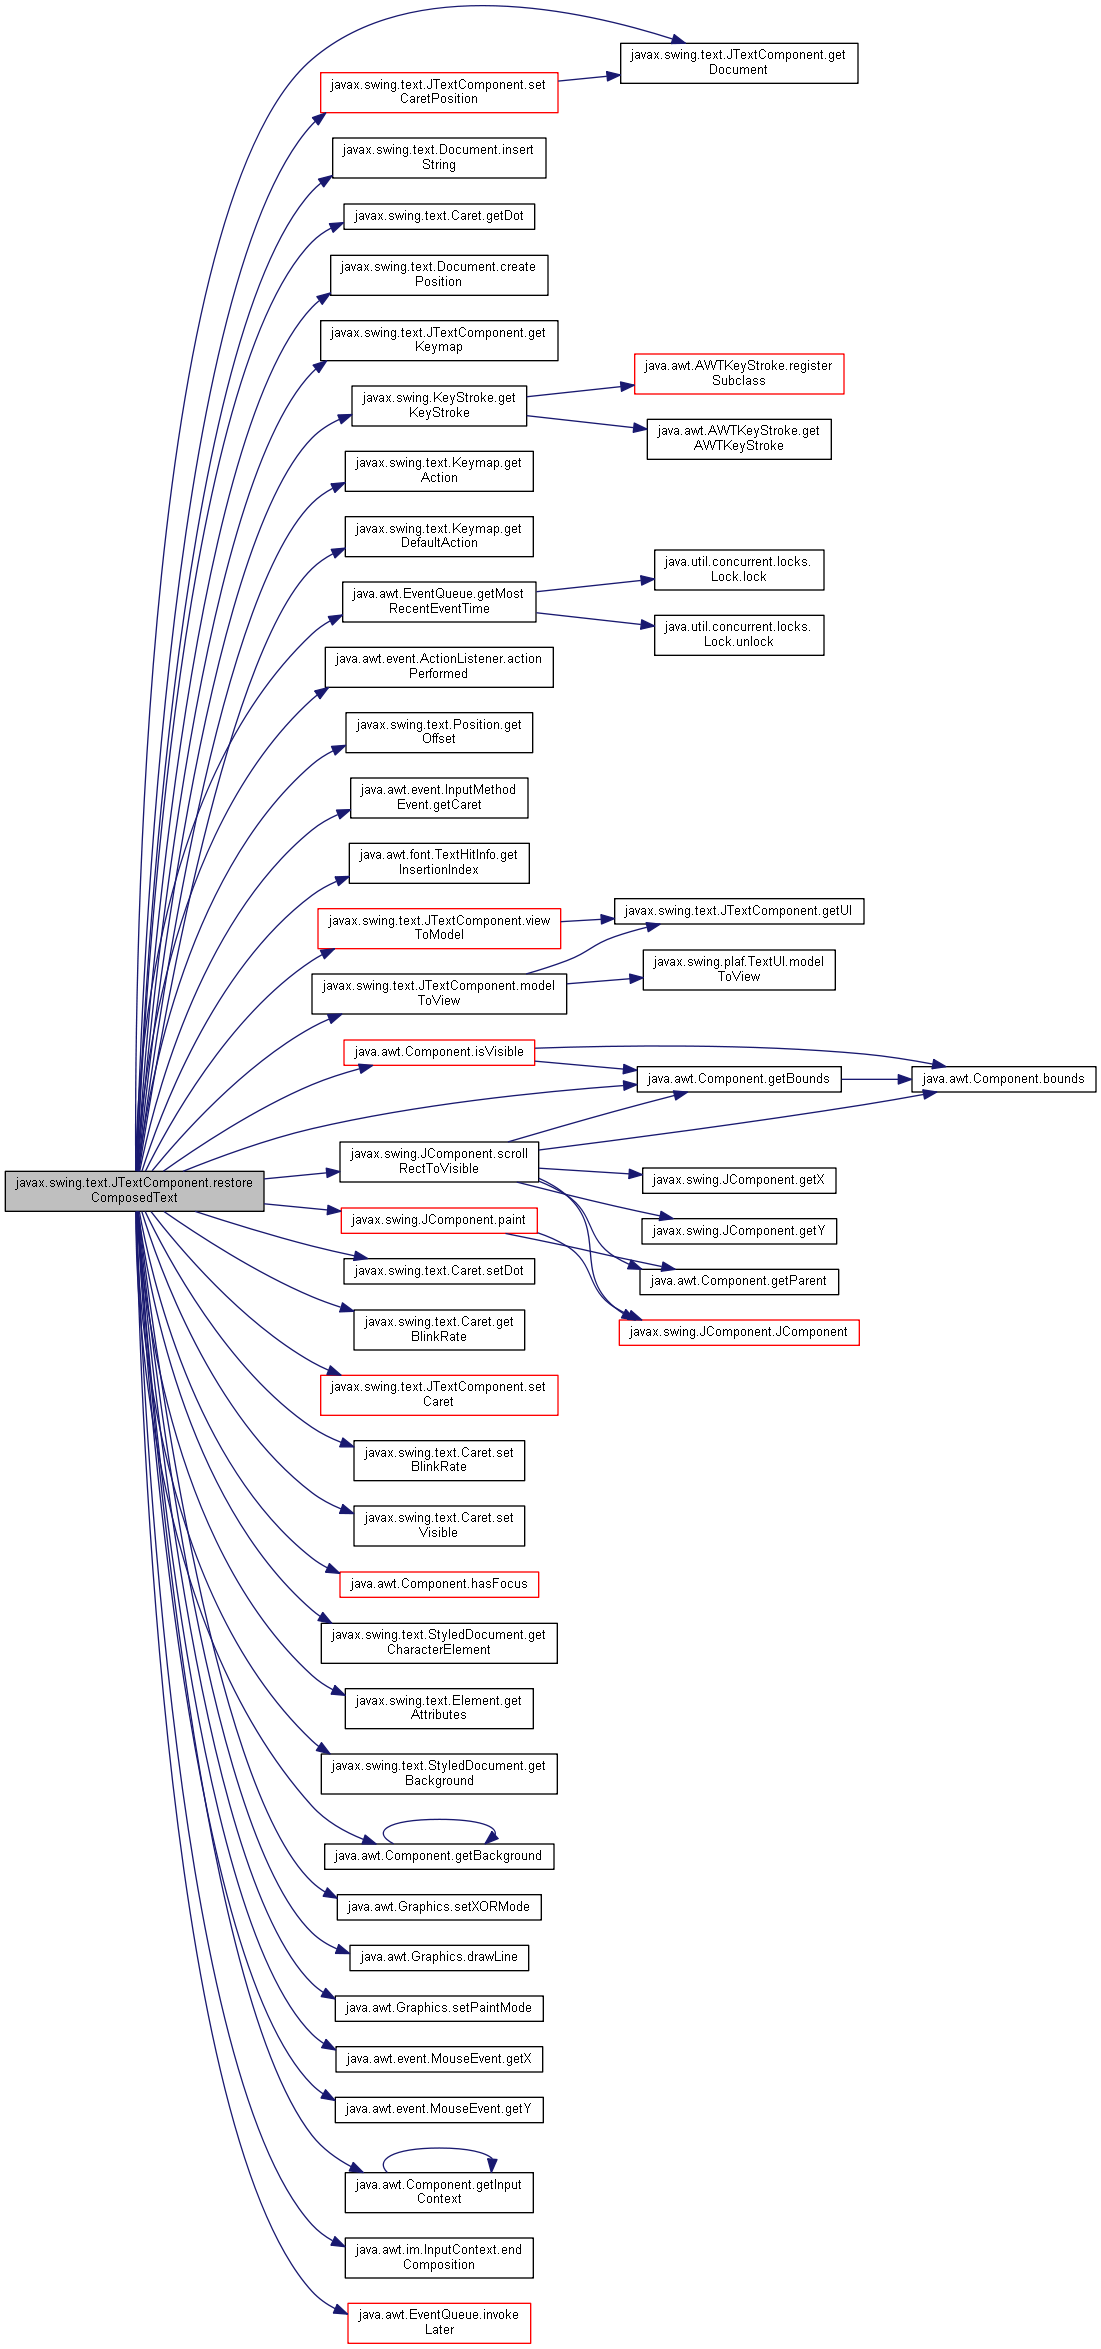 javax.swing.text.JTextComponent.get
Document
javax.swing.text.JTextComponent.set
CaretPosition
javax.swing.text.Document.insert
String
javax.swing.text.Caret.getDot
javax.swing.text.Document.create
Position
javax.swing.text.JTextComponent.get
Keymap
java.awt.AWTKeyStroke.register
Subclass
javax.swing.KeyStroke.get
KeyStroke
java.awt.AWTKeyStroke.get
AWTKeyStroke
javax.swing.text.Keymap.get
Action
javax.swing.text.Keymap.get
DefaultAction
java.util.concurrent.locks.
Lock.lock
java.awt.EventQueue.getMost
RecentEventTime
java.util.concurrent.locks.
Lock.unlock
java.awt.event.ActionListener.action
Performed
javax.swing.text.Position.get
Offset
java.awt.event.InputMethod
Event.getCaret
java.awt.font.TextHitInfo.get
InsertionIndex
javax.swing.text.JTextComponent.view
ToModel
javax.swing.text.JTextComponent.getUI
javax.swing.text.JTextComponent.model
ToView
javax.swing.plaf.TextUI.model
ToView
java.awt.Component.isVisible
java.awt.Component.getBounds
java.awt.Component.bounds
javax.swing.JComponent.scroll
RectToVisible
javax.swing.JComponent.getX
javax.swing.text.JTextComponent.restore
ComposedText
javax.swing.JComponent.paint
javax.swing.JComponent.getY
javax.swing.text.Caret.setDot
java.awt.Component.getParent
javax.swing.text.Caret.get
BlinkRate
javax.swing.JComponent.JComponent
javax.swing.text.JTextComponent.set
Caret
javax.swing.text.Caret.set
BlinkRate
javax.swing.text.Caret.set
Visible
java.awt.Component.hasFocus
javax.swing.text.StyledDocument.get
CharacterElement
javax.swing.text.Element.get
Attributes
javax.swing.text.StyledDocument.get
Background
java.awt.Component.getBackground
java.awt.Graphics.setXORMode
java.awt.Graphics.drawLine
java.awt.Graphics.setPaintMode
java.awt.event.MouseEvent.getX
java.awt.event.MouseEvent.getY
java.awt.Component.getInput
Context
java.awt.im.InputContext.end
Composition
java.awt.EventQueue.invoke
Later